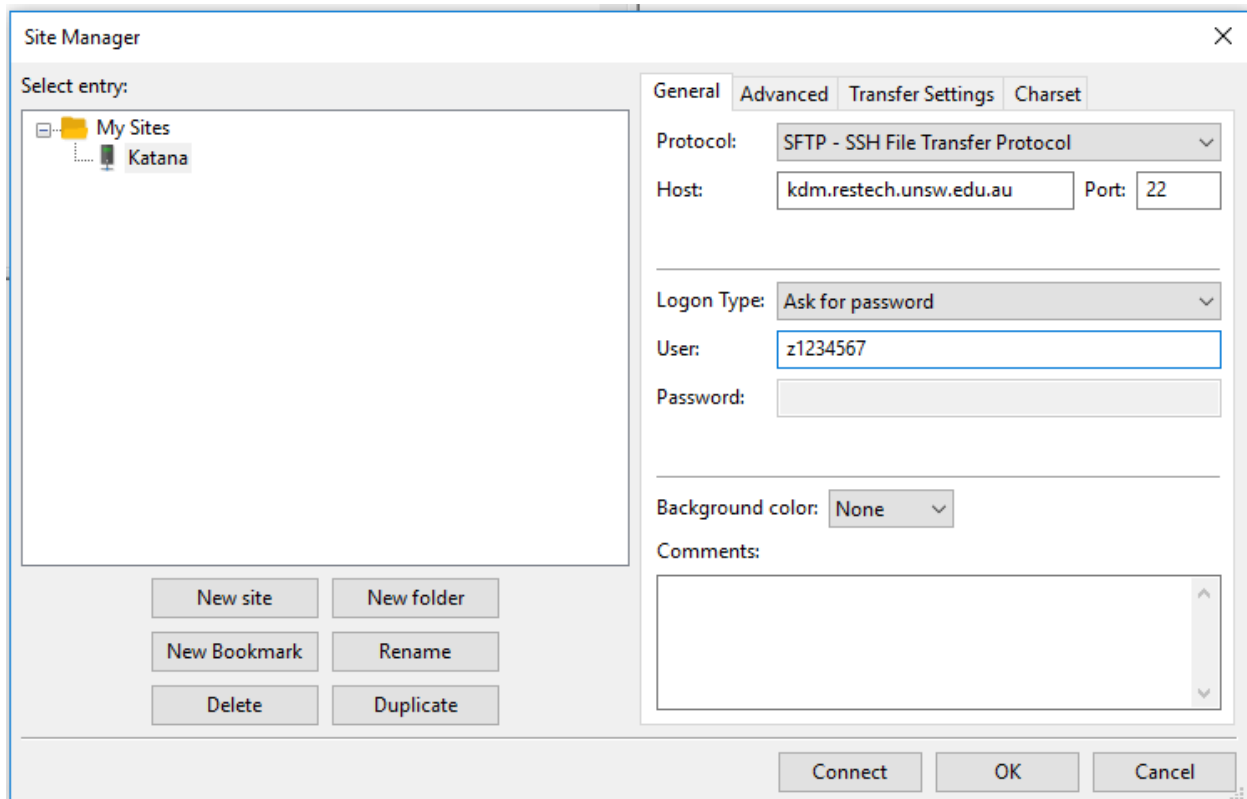 Site Manager
Select entry:
My Sites
Katana
New site New folder
New Bookmark Rename
Delete Duplicate
General Advanced Transfer Settings Charset
Protocol: SFTP - SSH File Transfer Protocol
Host: kdm.restech.unsw.edu.au Port: 22
Logon Type: Ask for password
User: z1234567
Password:
Background color: None
Comments:
Connect OK Cancel